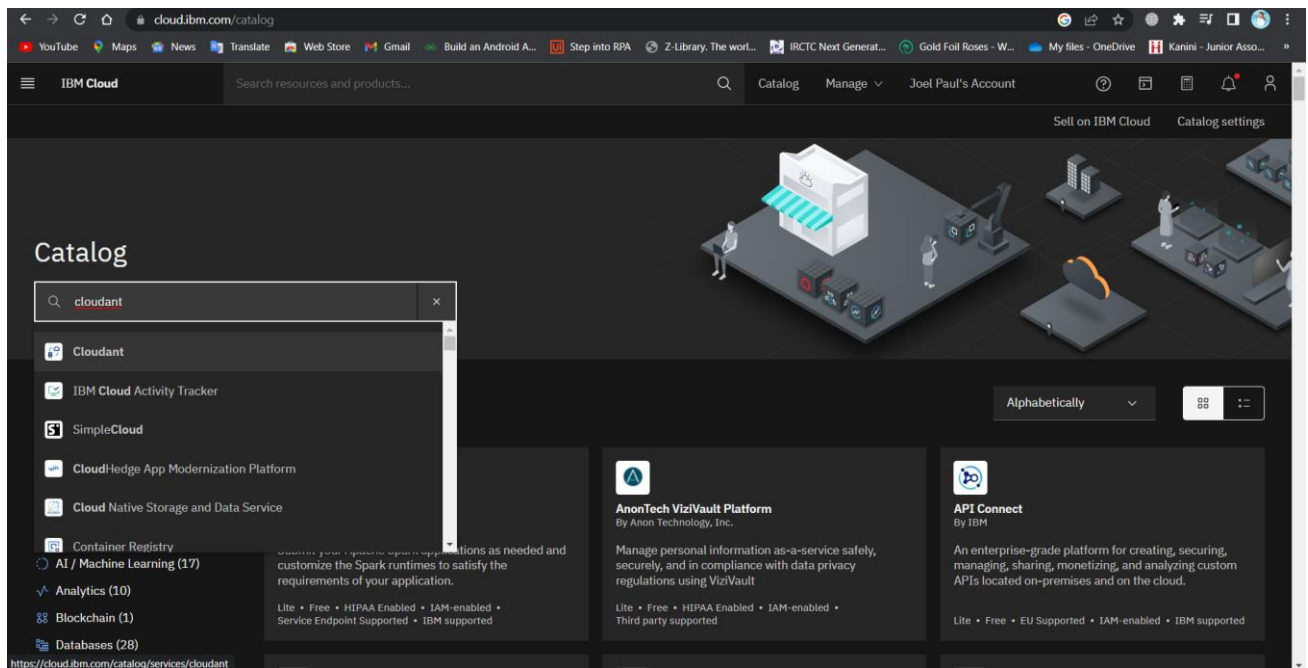 cloud.ibm.com/catalog
YouTube Maps News Translate Web Store Gmail Build an Android A... Step into RPA Z-Library. The worl... IRCTC Next Generat... Gold Foil Roses - W... My files - OneDrive Kanini - Junior Asso... »
IBM Cloud Search resources and products... Catalog Manage Joel Paul's Account
Sell on IBM Cloud Catalog settings
Catalog
cloudant
Cloudant
IBM Cloud Activity Tracker
SimpleCloud
CloudHedge App Modernization Platform
Cloud Native Storage and Data Service
Container Registry
AI / Machine Learning (17)
Analytics (10)
Blockchain (1)
Databases (28)
Alphabetically
applications as needed and
customize the Spark runtimes to satisfy the
requirements of your application.
Lite • Free • HIPAA Enabled • IAM-enabled •
Service Endpoint Supported • IBM supported
AnonTech ViziVault Platform
By Anon Technology, Inc.
Manage personal information as-a-service safely,
securely, and in compliance with data privacy
regulations using ViziVault
Lite • Free • HIPAA Enabled • IAM-enabled •
Third party supported
API Connect
By IBM
An enterprise-grade platform for creating, securing,
managing, sharing, monetizing, and analyzing custom
APIs located on-premises and on the cloud.
Lite • Free • EU Supported • IAM-enabled • IBM supported
https://cloud.ibm.com/catalog/services/cloudant